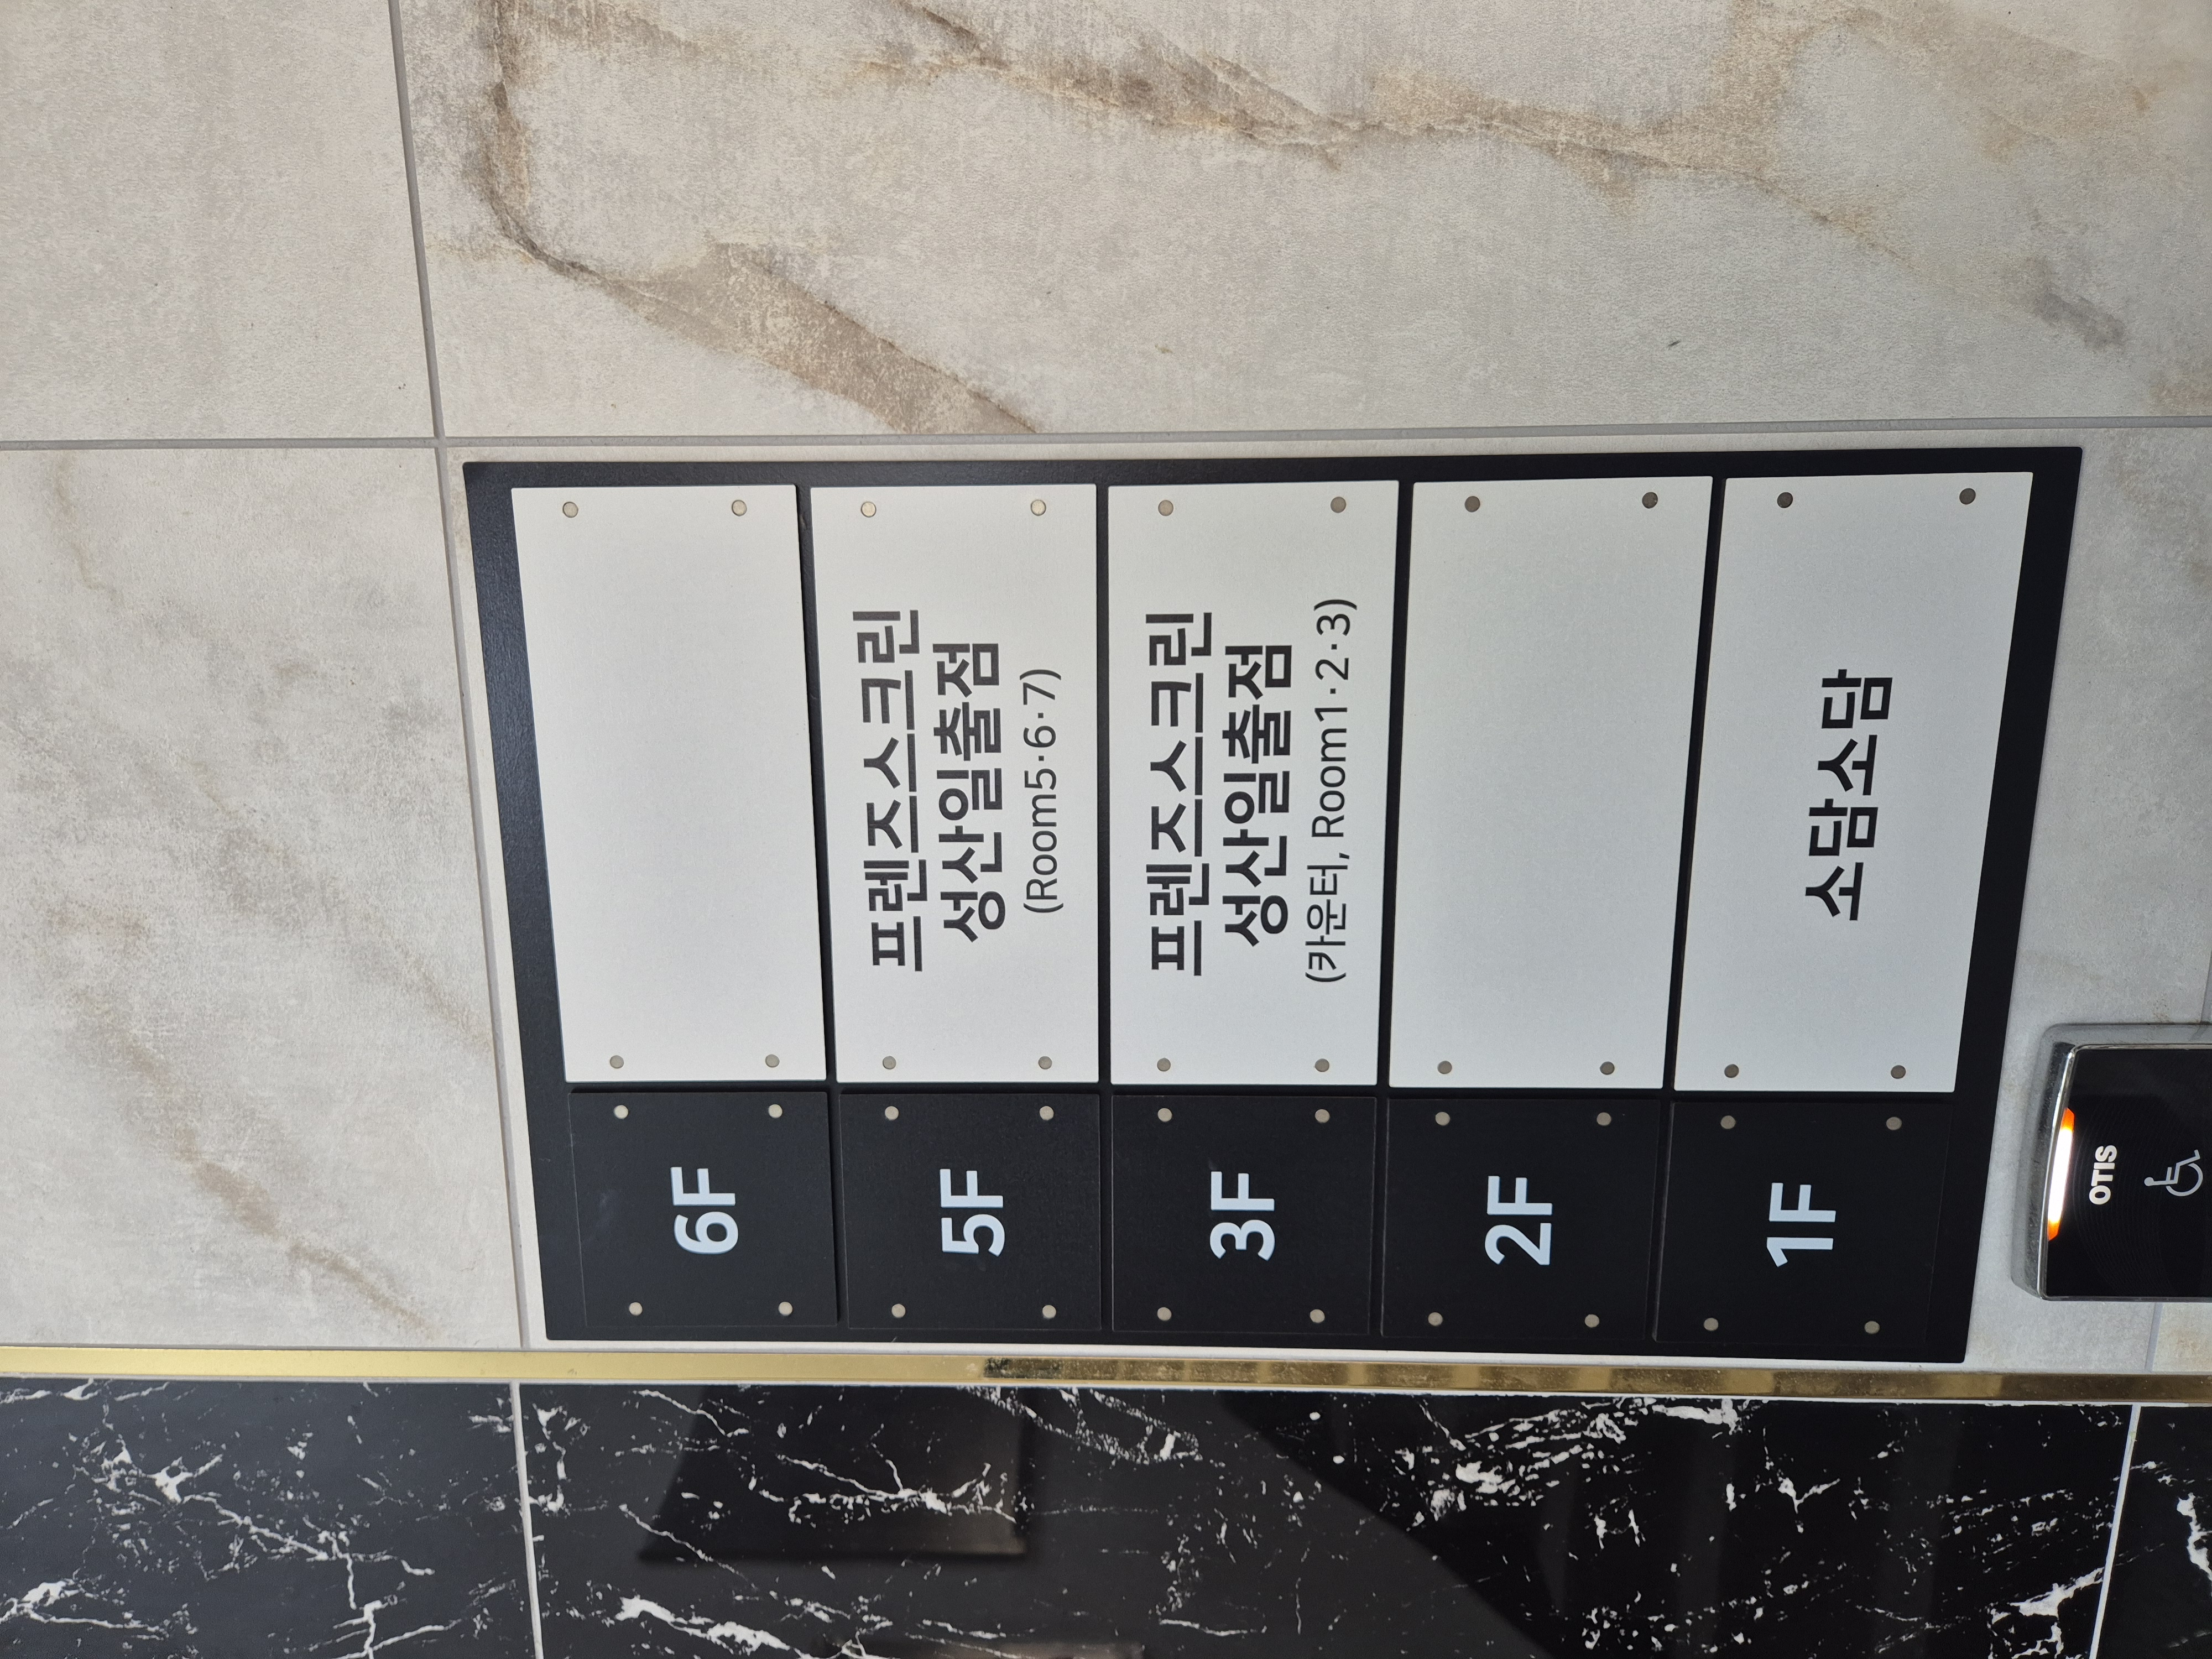 6F
5F
프렌즈스크린
성산일출점
(Room5·6·7)
3F
프렌즈스크린
성산일출점
(카운터, Room1·2·3)
2F
1F
소담소담
OTIS